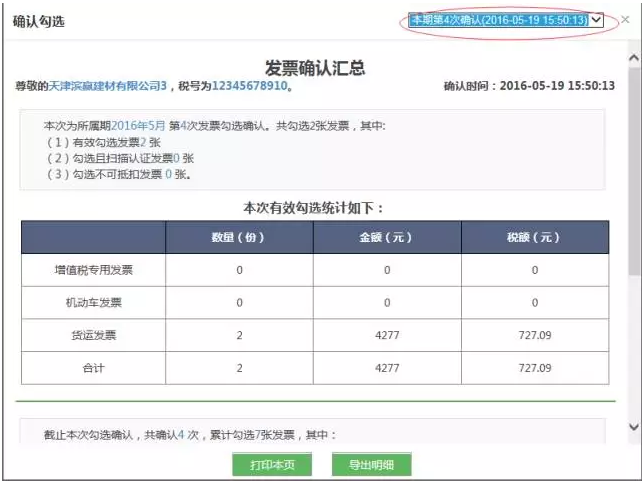 确认勾选
本期第4次确认(2016-05-19 15:50:13)
发票确认汇总
尊敬的天津滨赢建材有限公司3，税号为12345678910。
确认时间：2016-05-19 15:50:13
本次为所属期2016年5月 第4次发票勾选确认。共勾选2张发票，其中:
（1）有效勾选发票2 张
（2）勾选且扫描认证发票0 张
（3）勾选不可抵扣发票 0 张。
本次有效勾选统计如下：
数量（份） 金额（元） 税额（元）
增值税专用发票 0 0 0
机动车发票 0 0 0
货运发票 2 4277 727.09
合计 2 4277 727.09
截止本次勾选确认，共确认4 次，累计勾选7张发票，其中：
打印本页 导出明细